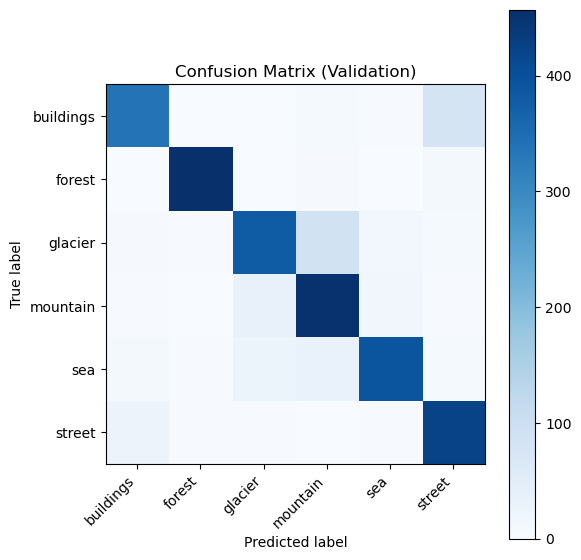 Confusion Matrix (Validation)
buildings
forest
glacier
mountain
sea
street
True label
buildings
forest
glacier
mountain
sea
street
Predicted label
400
300
200
100
0